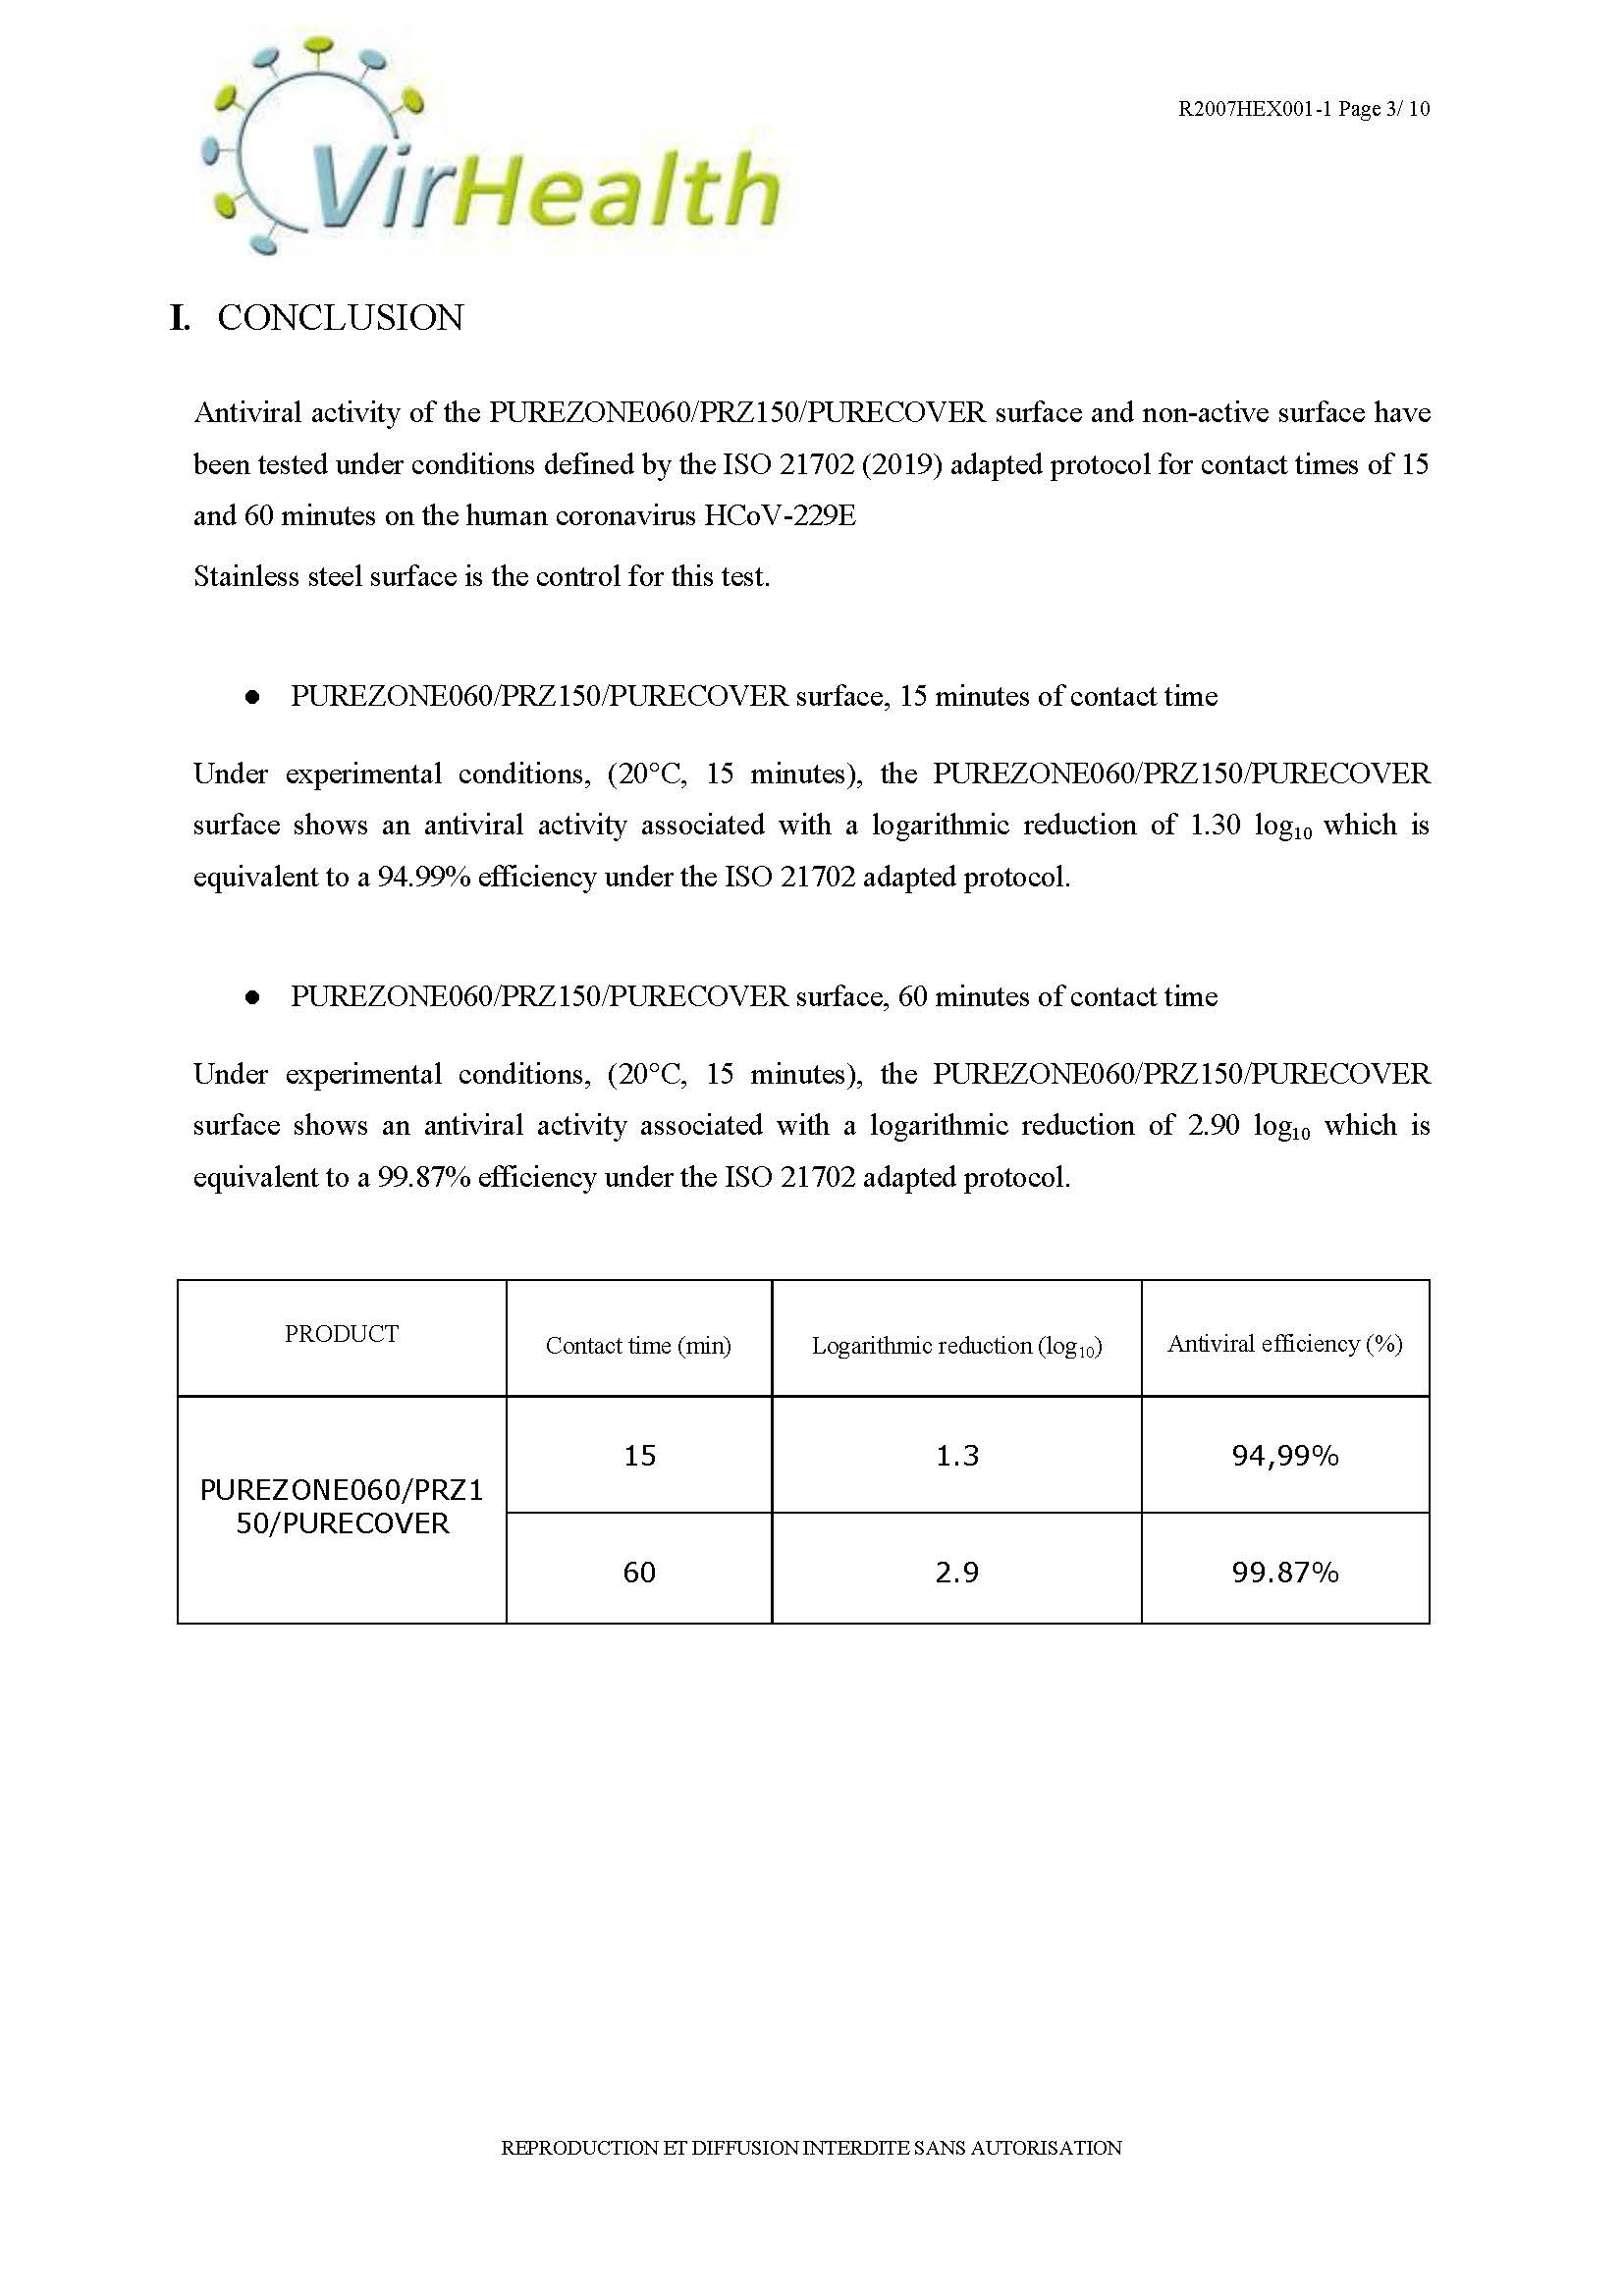 VirHealth
R2007HEX001-1 Page 3/ 10
I. CONCLUSION
Antiviral activity of the PUREZONE060/PRZ150/PURECOVER surface and non-active surface have
been tested under conditions defined by the ISO 21702 (2019) adapted protocol for contact times of 15
and 60 minutes on the human coronavirus HCoV-229E
Stainless steel surface is the control for this test.
● PUREZONE060/PRZ150/PURECOVER surface, 15 minutes of contact time
Under experimental conditions, (20°C, 15 minutes), the PUREZONE060/PRZ150/PURECOVER
surface shows an antiviral activity associated with a logarithmic reduction of 1.30 log₁₀ which is
equivalent to a 94.99% efficiency under the ISO 21702 adapted protocol.
● PUREZONE060/PRZ150/PURECOVER surface, 60 minutes of contact time
Under experimental conditions, (20°C, 15 minutes), the PUREZONE060/PRZ150/PURECOVER
surface shows an antiviral activity associated with a logarithmic reduction of 2.90 log₁₀ which is
equivalent to a 99.87% efficiency under the ISO 21702 adapted protocol.
PRODUCT Contact time (min) Logarithmic reduction (log₁₀) Antiviral efficiency (%)
15 1.3 94,99%
PUREZONE060/PRZ1
50/PURECOVER
60 2.9 99.87%
REPRODUCTION ET DIFFUSION INTERDITE SANS AUTORISATION